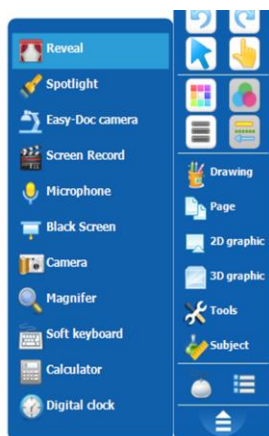 Reveal
Spotlight
Easy-Doc camera
Screen Record
Microphone
Black Screen
Camera
Magnifer
Soft keyboard
Calculator
Digital clock
Drawing
Page
2D graphic
3D graphic
Tools
Subject